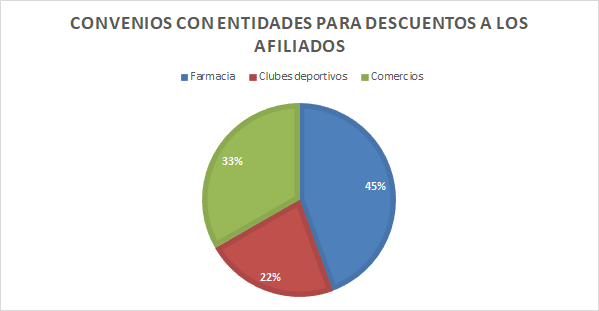 CONVENIOS CON ENTIDADES PARA DESCUENTOS A LOS
AFILIADOS
Farmacia Clubes deportivos Comercios
33%
45%
22%